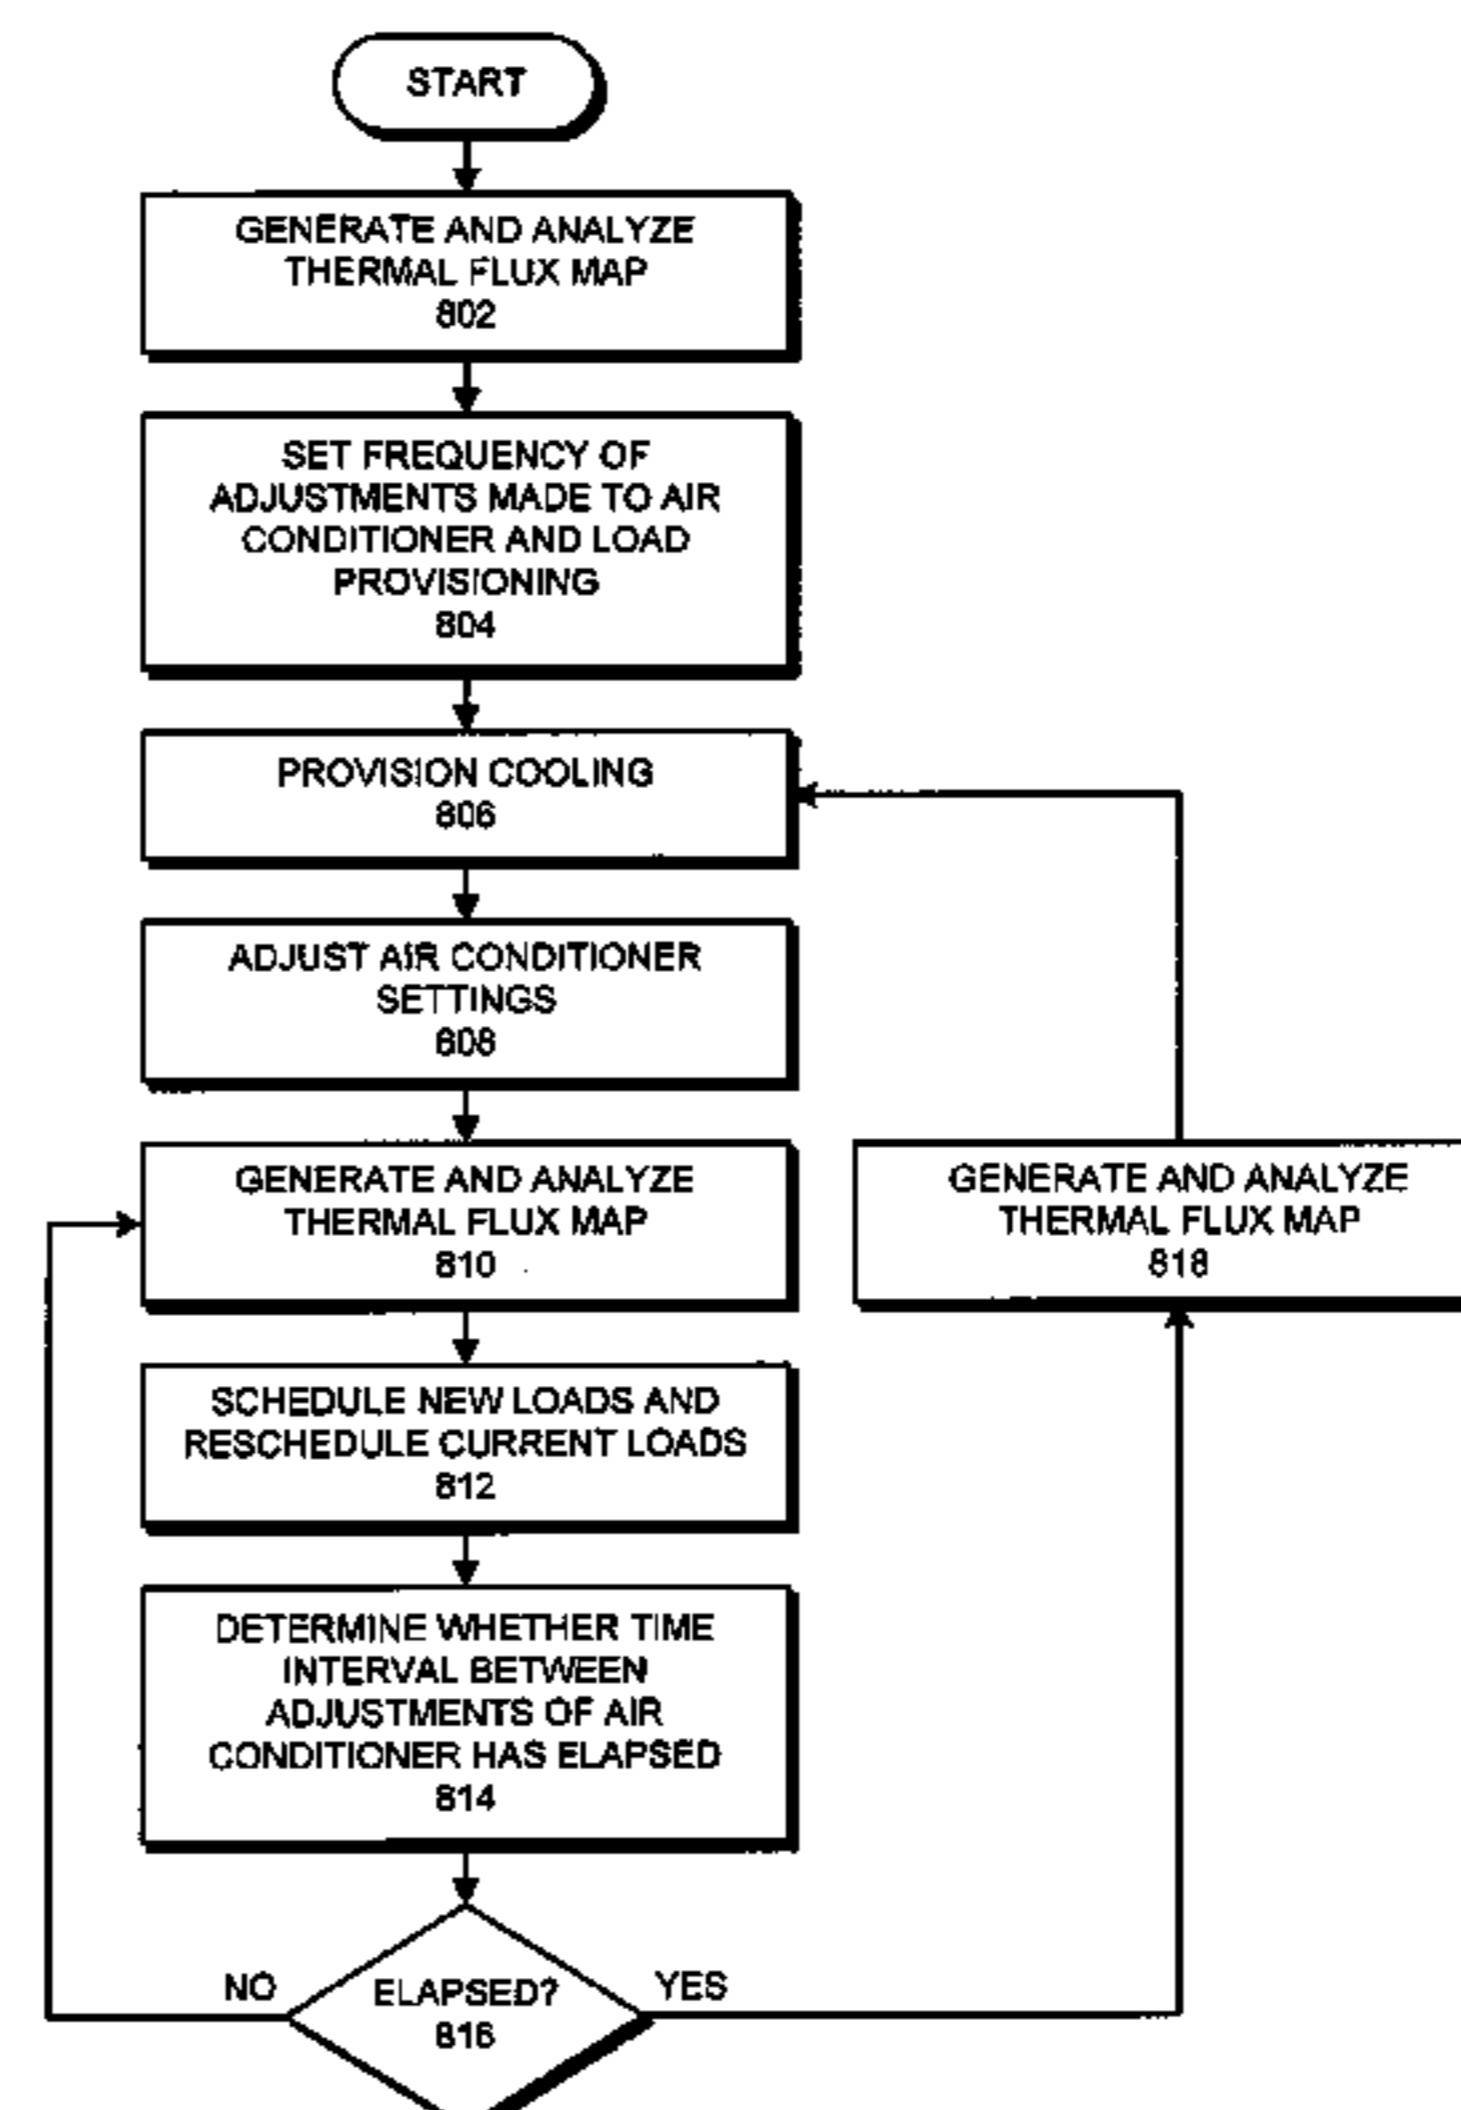 START
GENERATE AND ANALYZE
THERMAL FLUX MAP
802
SET FREQUENCY OF
ADJUSTMENTS MADE TO AIR
CONDITIONER AND LOAD
PROVISIONING
804
PROVISION COOLING
806
ADJUST AIR CONDITIONER
SETTINGS
808
GENERATE AND ANALYZE
THERMAL FLUX MAP
810
GENERATE AND ANALYZE
THERMAL FLUX MAP
818
SCHEDULE NEW LOADS AND
RESCHEDULE CURRENT LOADS
812
DETERMINE WHETHER TIME
INTERVAL BETWEEN
ADJUSTMENTS OF AIR
CONDITIONER HAS ELAPSED
814
NO
ELAPSED?
816
YES